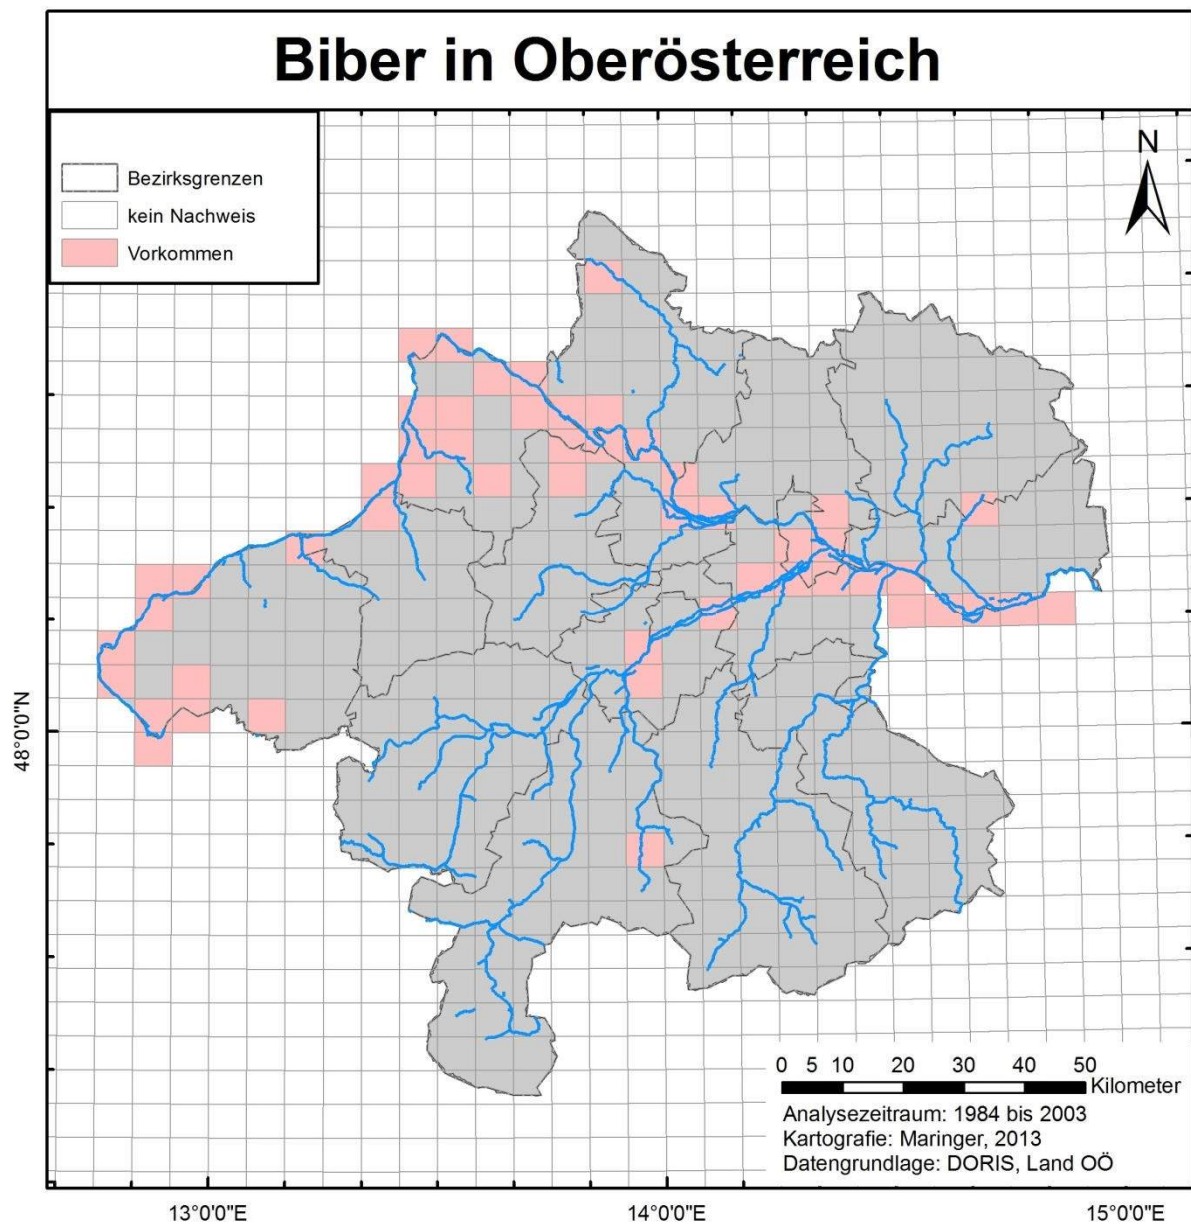 Biber in Oberösterreich
Bezirksgrenzen
kein Nachweis
Vorkommen
N
48°0'0"N
0 5 10 20 30 40 50
Kilometer
Analysezeitraum: 1984 bis 2003
Kartografie: Maringer, 2013
Datengrundlage: DORIS, Land OÖ
13°0'0"E 14°0'0"E 15°0'0"E